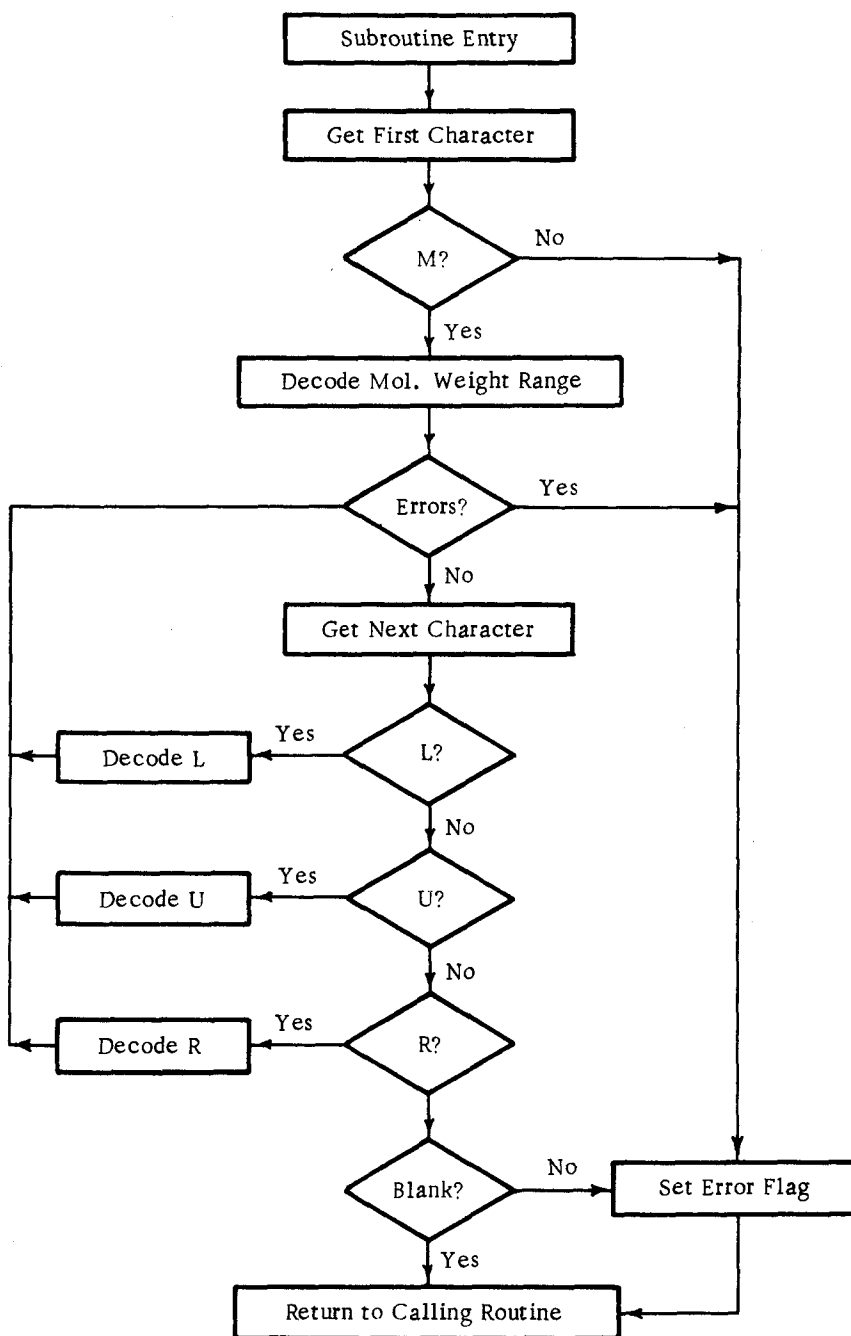 Subroutine Entry
Get First Character
M?
No
Yes
Decode Mol. Weight Range
Errors?
Yes
No
Get Next Character
L?
Yes
Decode L
No
U?
Yes
Decode U
No
R?
Yes
Decode R
Blank?
No
Set Error Flag
Yes
Return to Calling Routine